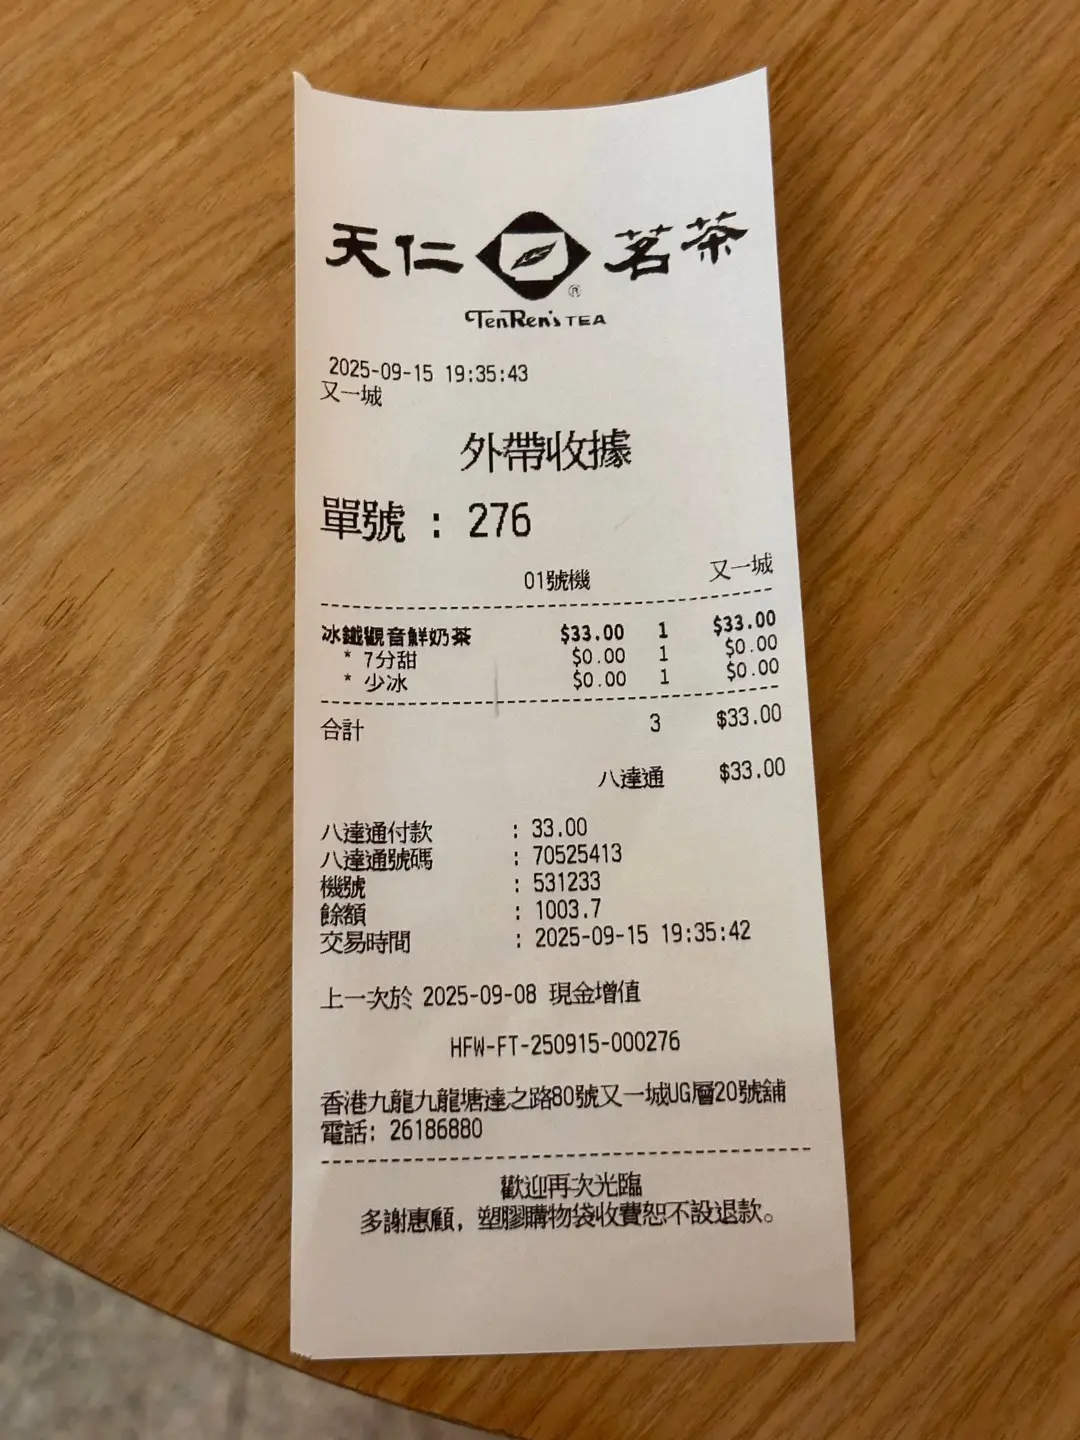 天仁 茗茶
TenRen's TEA
2025-09-15 19:35:43
又一城
外帶收據
單號 : 276
01號機 又一城
冰鐵觀音鮮奶茶 $33.00 1 $33.00
* 7分甜 $0.00 1 $0.00
* 少冰 $0.00 1 $0.00
合計 3 $33.00
八達通 $33.00
八達通付款 : 33.00
八達通號碼 : 70525413
機號 : 531233
餘額 : 1003.7
交易時間 : 2025-09-15 19:35:42
上一次於 2025-09-08 現金增值
HFW-FT-250915-000276
香港九龍九龍塘達之路80號又一城UG層20號舖
電話: 26186880
歡迎再次光臨
多謝惠顧, 塑膠購物袋收費恕不設退款。